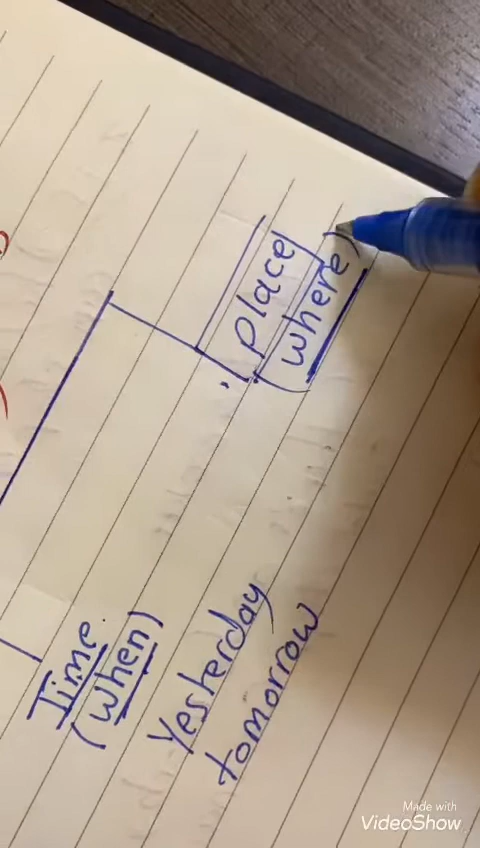 Time
(when)
Yesterday
tomorrow
place
(where)
Made with
VideoShow